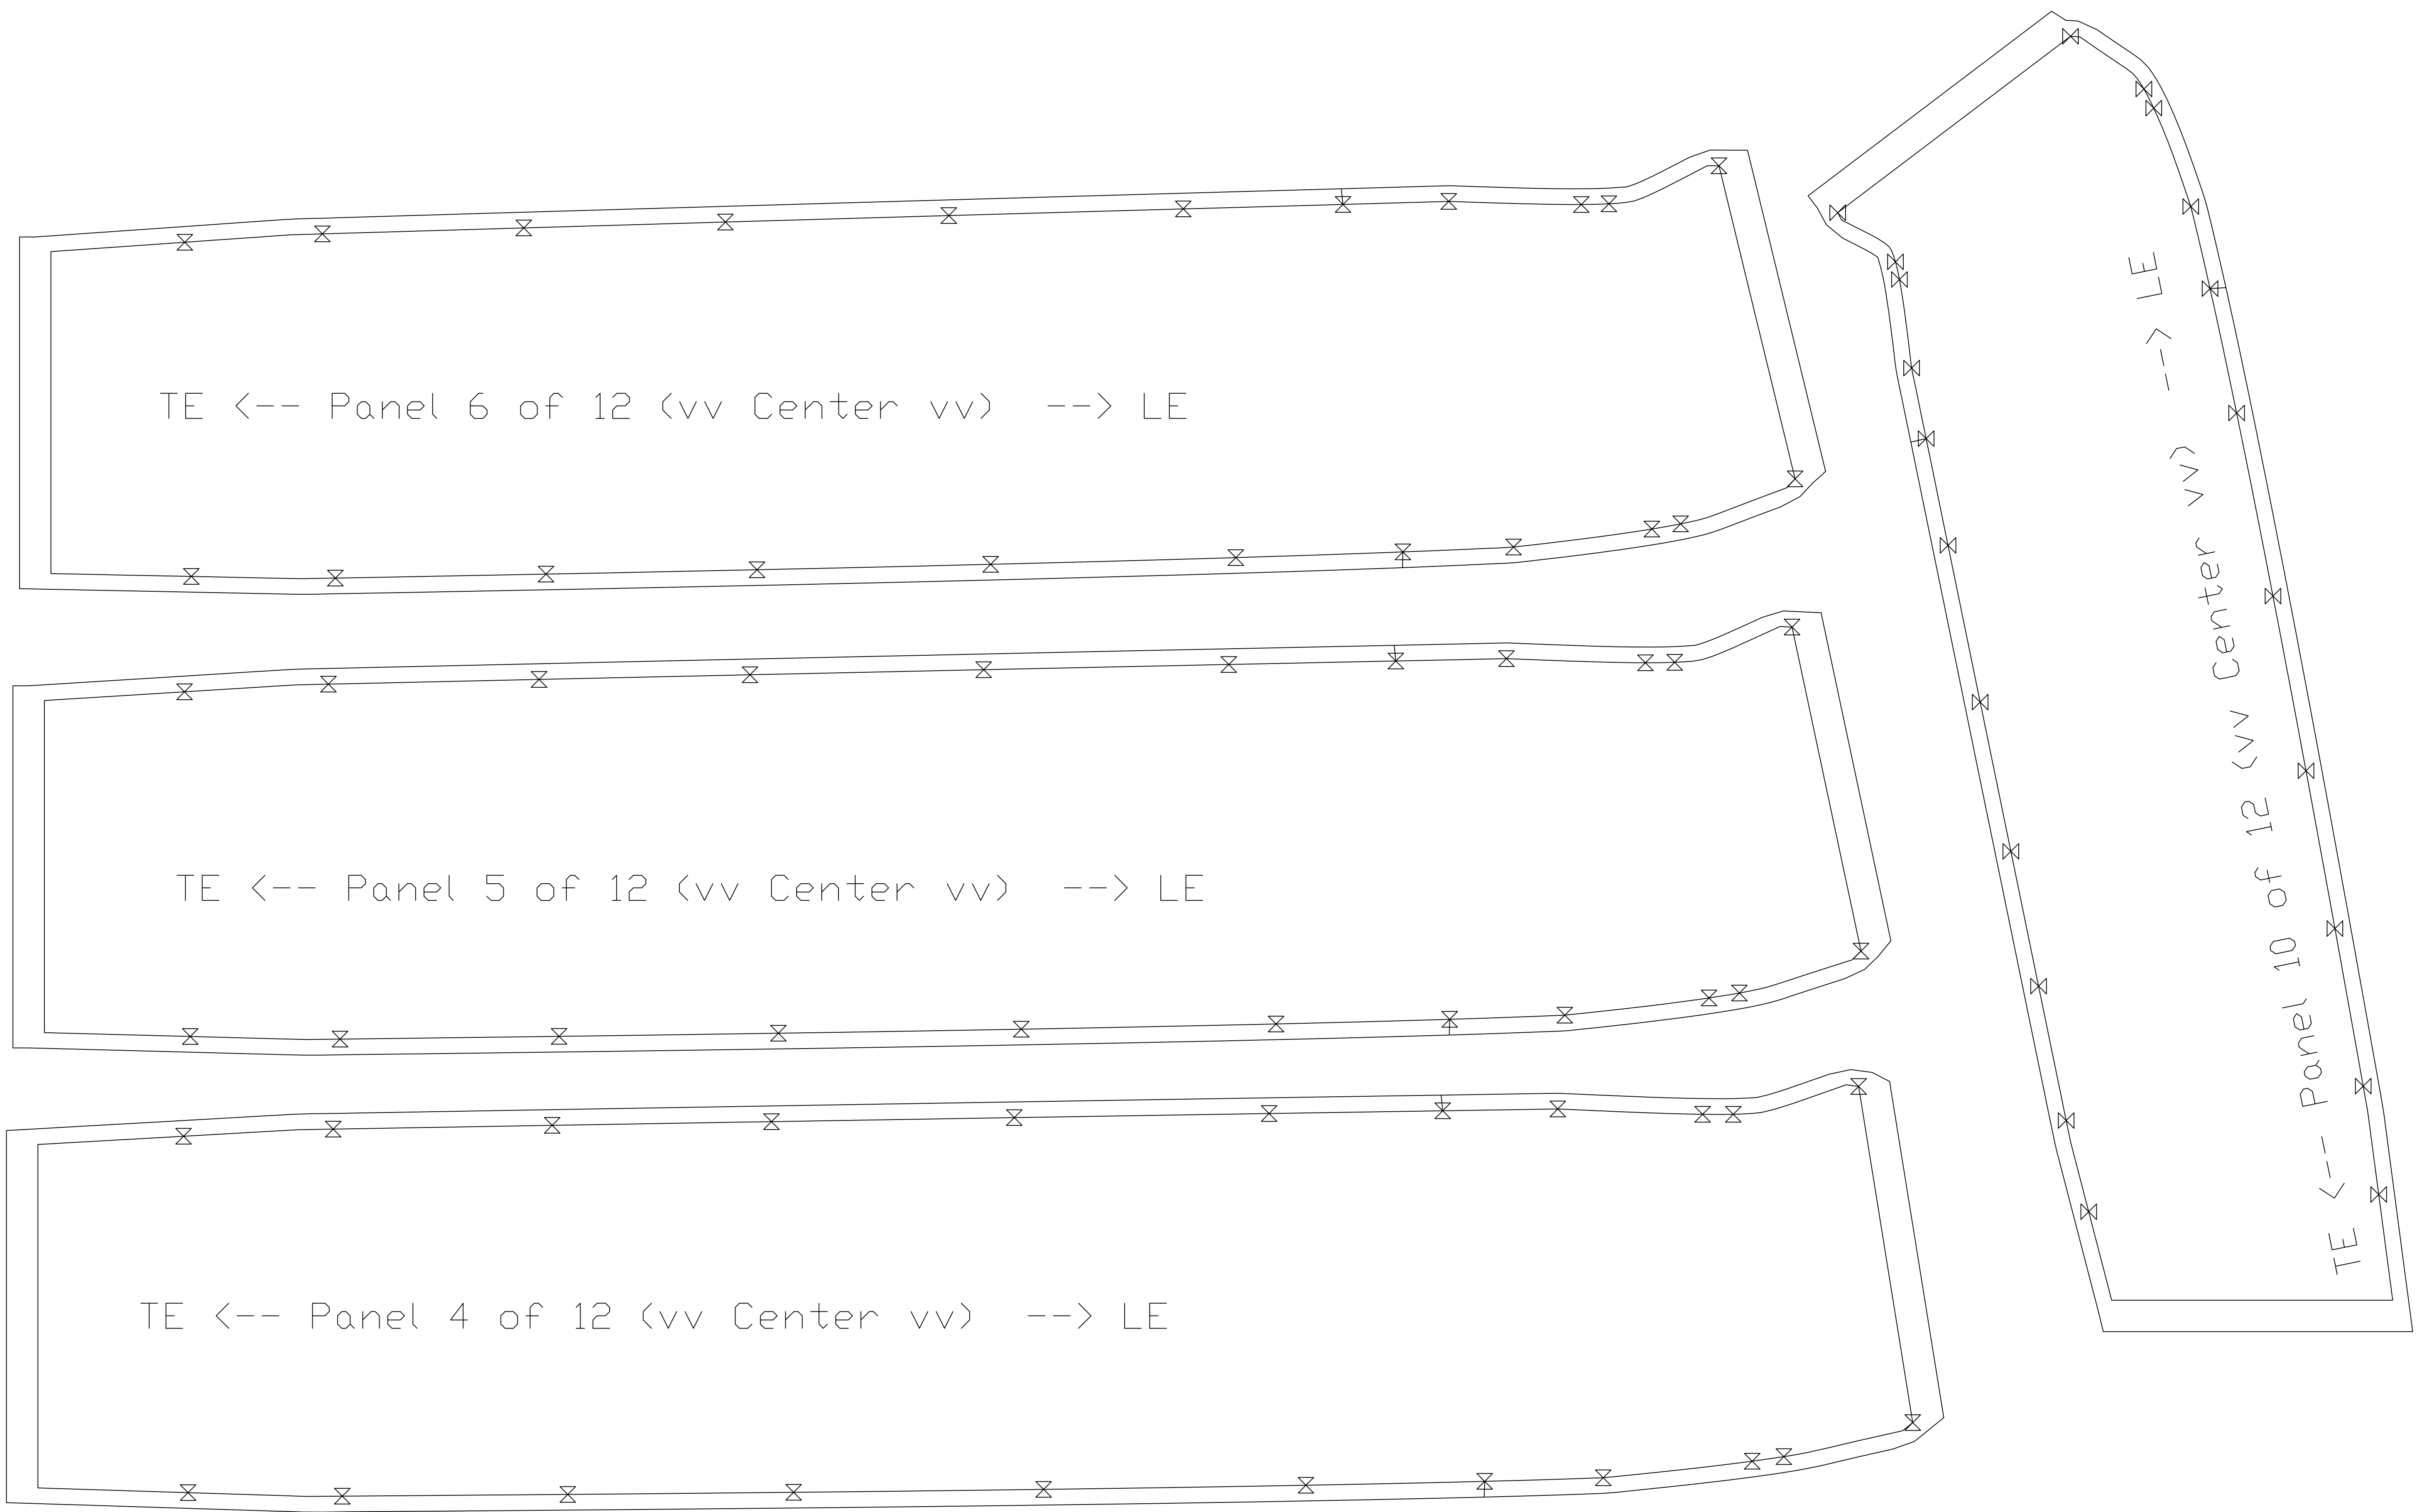 TE <-- Panel 6 of 12 (vv Center vv)  --> LE
TE <-- Panel 5 of 12 (vv Center vv)  --> LE
TE <-- Panel 4 of 12 (vv Center vv)  --> LE
TE <-- Panel 10 of 12 (vv Center vv)  --> LE